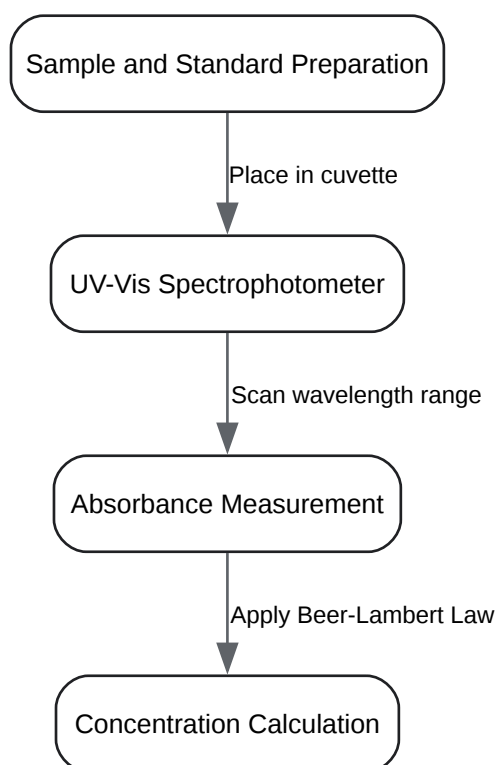 Sample and Standard Preparation
Place in cuvette
UV-Vis Spectrophotometer
Scan wavelength range
Absorbance Measurement
Apply Beer-Lambert Law
Concentration Calculation